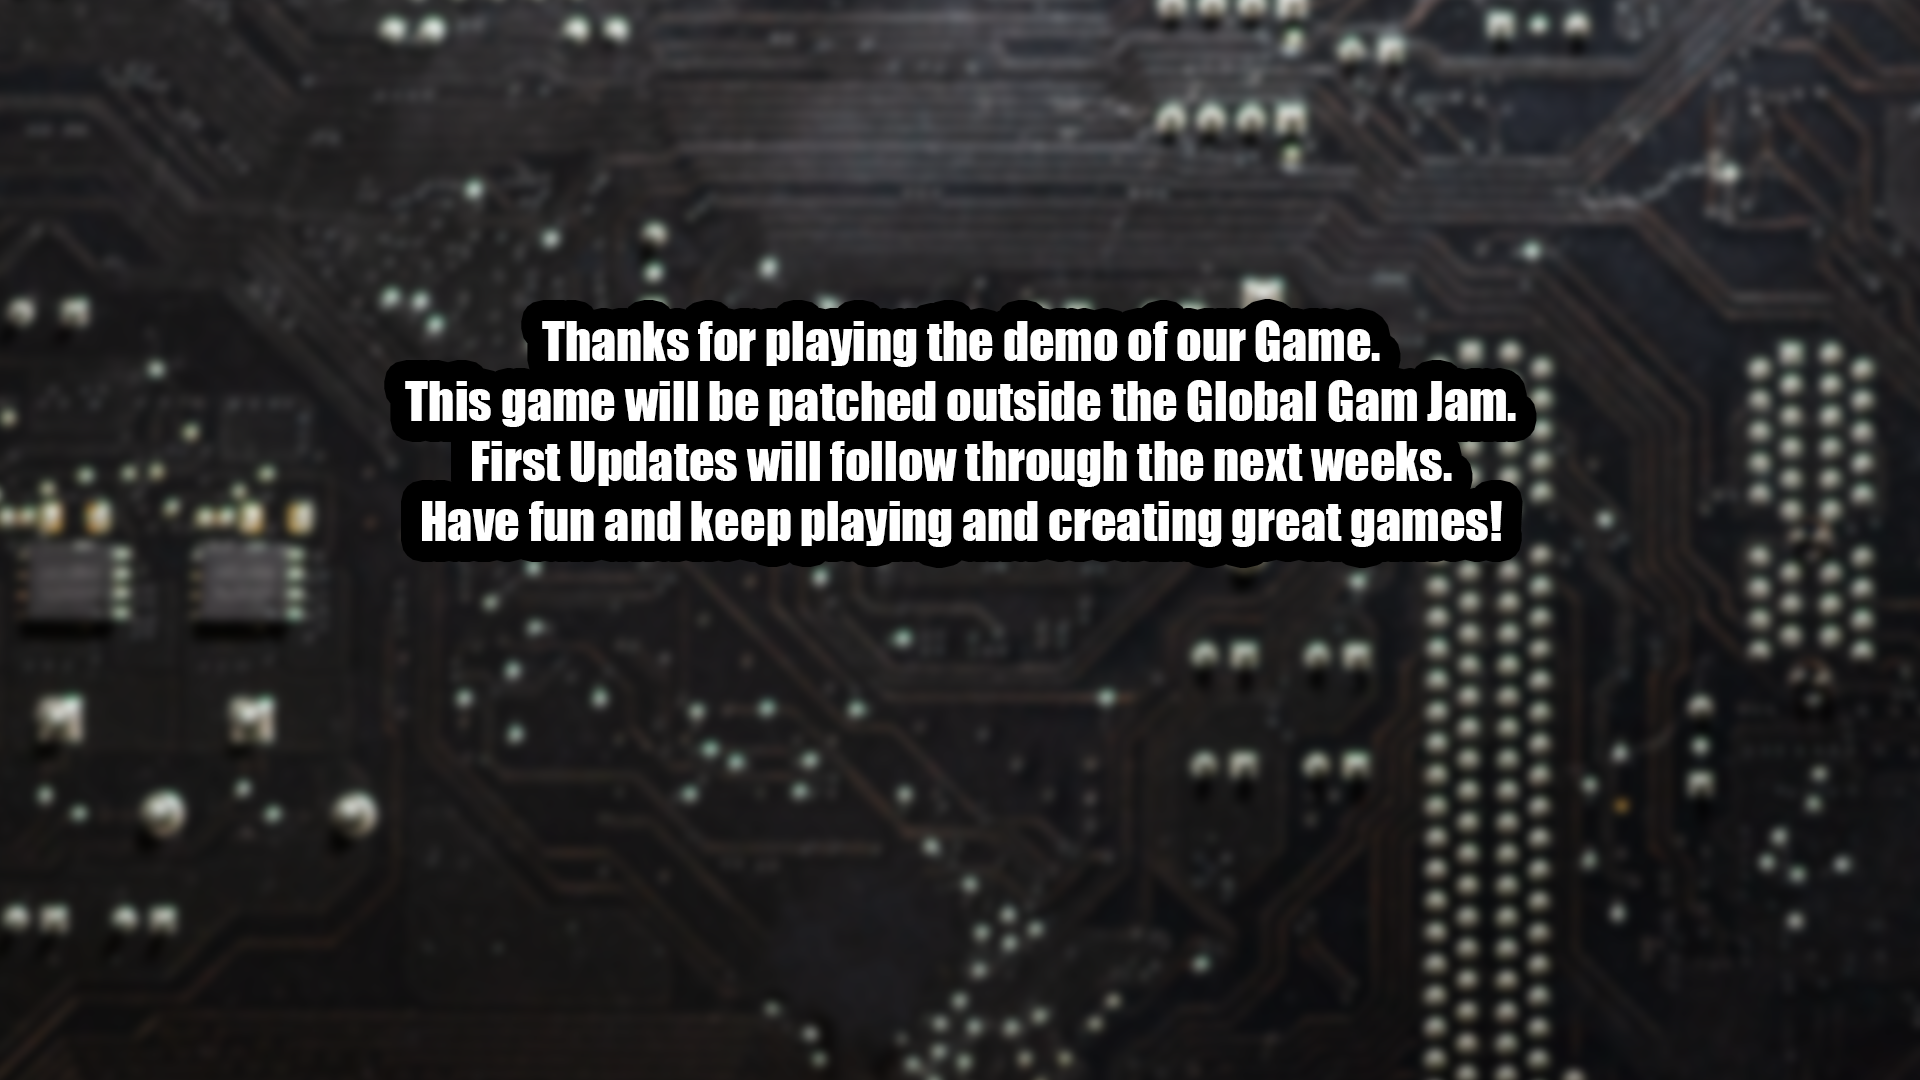 Thanks for playing the demo of our Game.
This game will be patched outside the Global Gam Jam.
First Updates will follow through the next weeks.
Have fun and keep playing and creating great games!